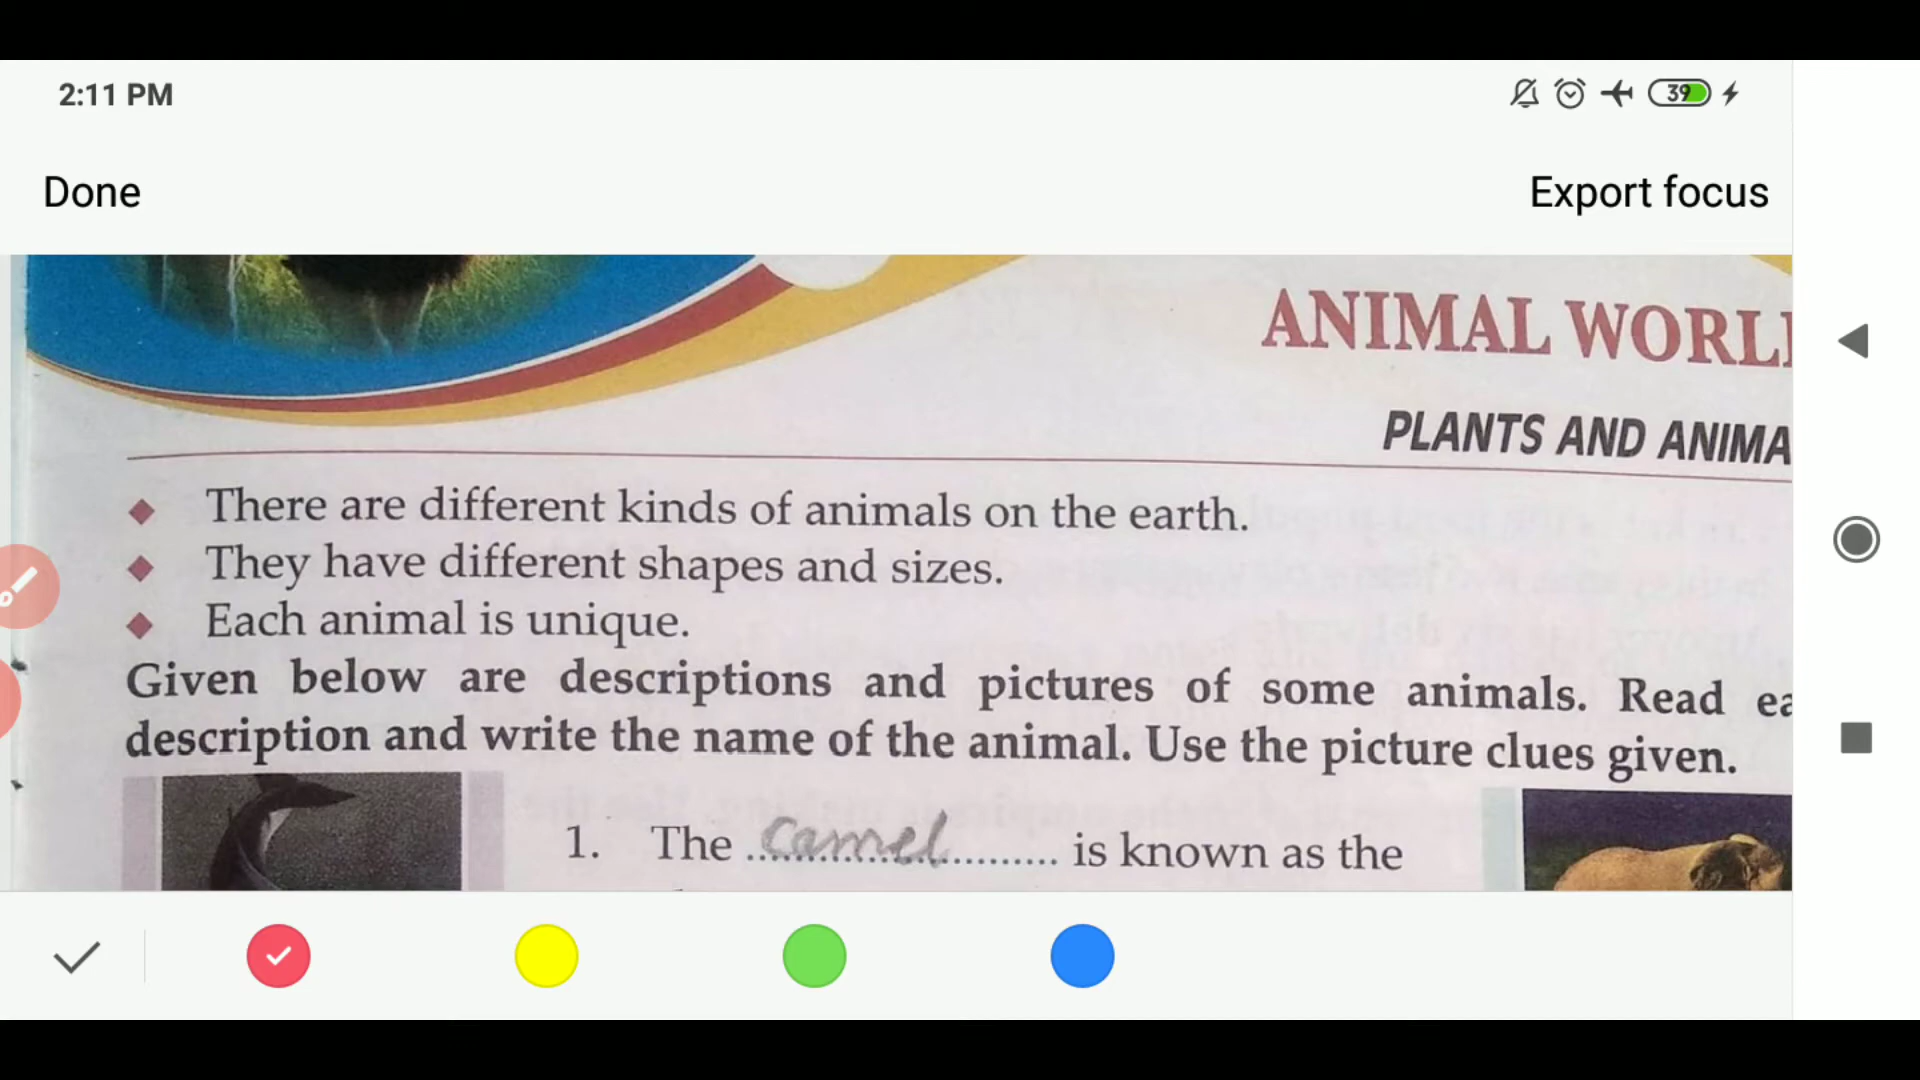 2:11 PM
39
Done
Export focus
ANIMAL WORL
PLANTS AND ANIMA
There are different kinds of animals on the earth.
They have different shapes and sizes.
Each animal is unique.
Given below are descriptions and pictures of some animals. Read ea
description and write the name of the animal. Use the picture clues given.
1. The camel is known as the